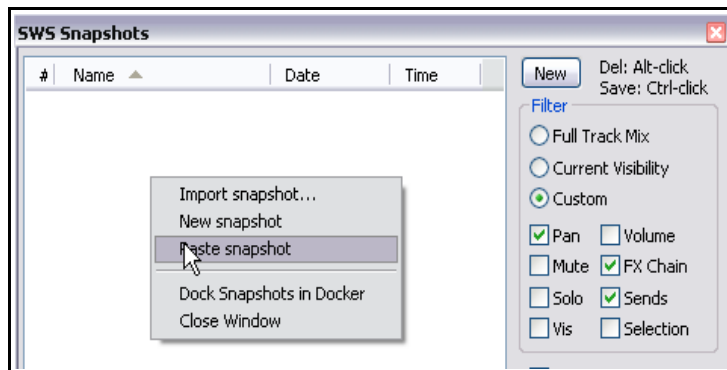 SWS Snapshots
# Name Date Time
New
Del: Alt-click
Save: Ctrl-click
Filter
Full Track Mix
Current Visibility
Custom
Pan Volume
Mute FX Chain
Solo Sends
Vis Selection
Import snapshot...
New snapshot
Paste snapshot
Dock Snapshots in Docker
Close Window